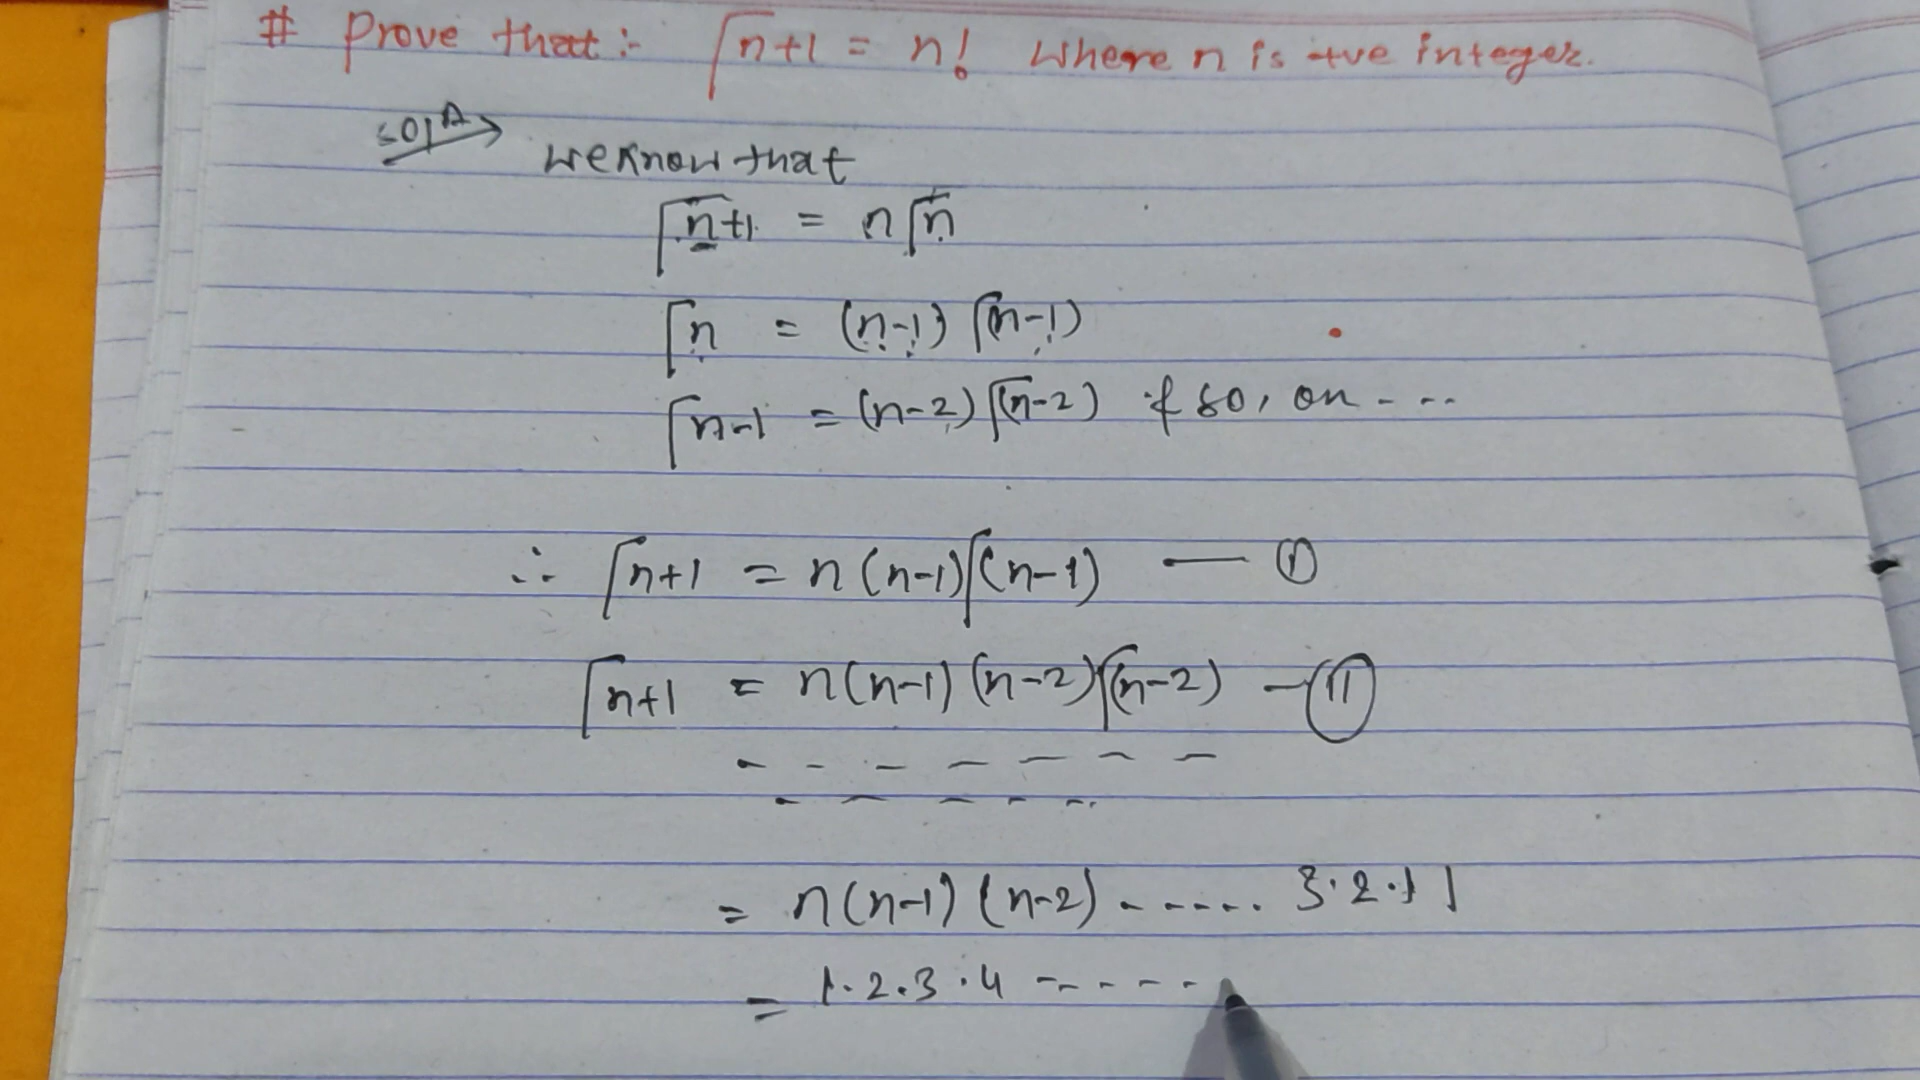 # Prove that :- Γn+1 = n! Where n is +ve integer.
solⁿ→
we know that
Γn+1 = nΓn
Γn = (n-1) Γ(n-1)
Γn-1 = (n-2) Γ(n-2) & so, on - - -
∴ Γn+1 = n(n-1)Γ(n-1) — Ⓘ
Γn+1 = n(n-1)(n-2)Γ(n-2) — Ⅱ
- - - - - - -
- - - - -
= n(n-1)(n-2) - - - - - 3·2·1 Γ1
= 1·2·3·4 - - - - -